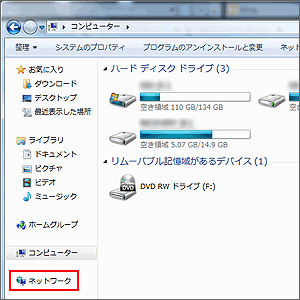 コンピューター
整理
システムのプロパティ
プログラムのアンインストールと変更
ネット
お気に入り
ダウンロード
デスクトップ
最近表示した場所
ライブラリ
ドキュメント
ピクチャ
ビデオ
ミュージック
ホームグループ
コンピューター
ネットワーク
ハード ディスク ドライブ (3)
空き領域 110 GB/134 GB
空き領域 5.07 GB/14.9 GB
リムーバブル記憶域があるデバイス (1)
DVD RW ドライブ (F:)
DVD